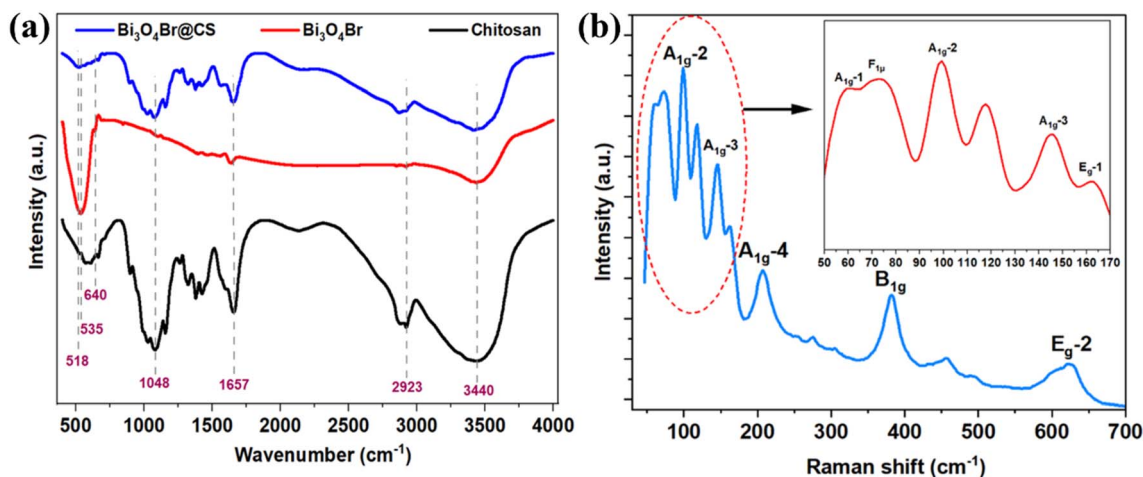 (a)
Bi₃O₄Br@CS
Bi₃O₄Br
Chitosan
Intensity (a.u.)
640
535
518
1048
1657
2923
3440
500 1000 1500 2000 2500 3000 3500 4000
Wavenumber (cm⁻¹)
(b)
A₁g-2
A₁g-3
A₁g-4
B₁g
Eg-2
Intensity (a.u.)
100 200 300 400 500 600 700
Raman shift (cm⁻¹)
A₁g-1
F₁μ
A₁g-2
A₁g-3
Eg-1
50 60 70 80 90 100 110 120 130 140 150 160 170